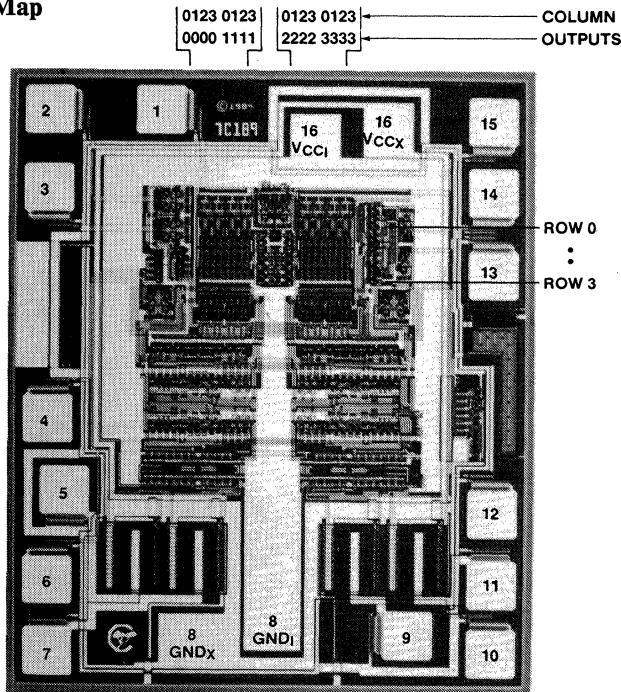 Map
0123 0123 0123 0123 COLUMN
0000 1111 2222 3333 OUTPUTS
2 1 ©1984 16 16 15
7C189 VCCI VCCX
3 14
ROW 0
13
ROW 3
4
5
12
6 11
8 8 9
7 GNDX GNDI 10